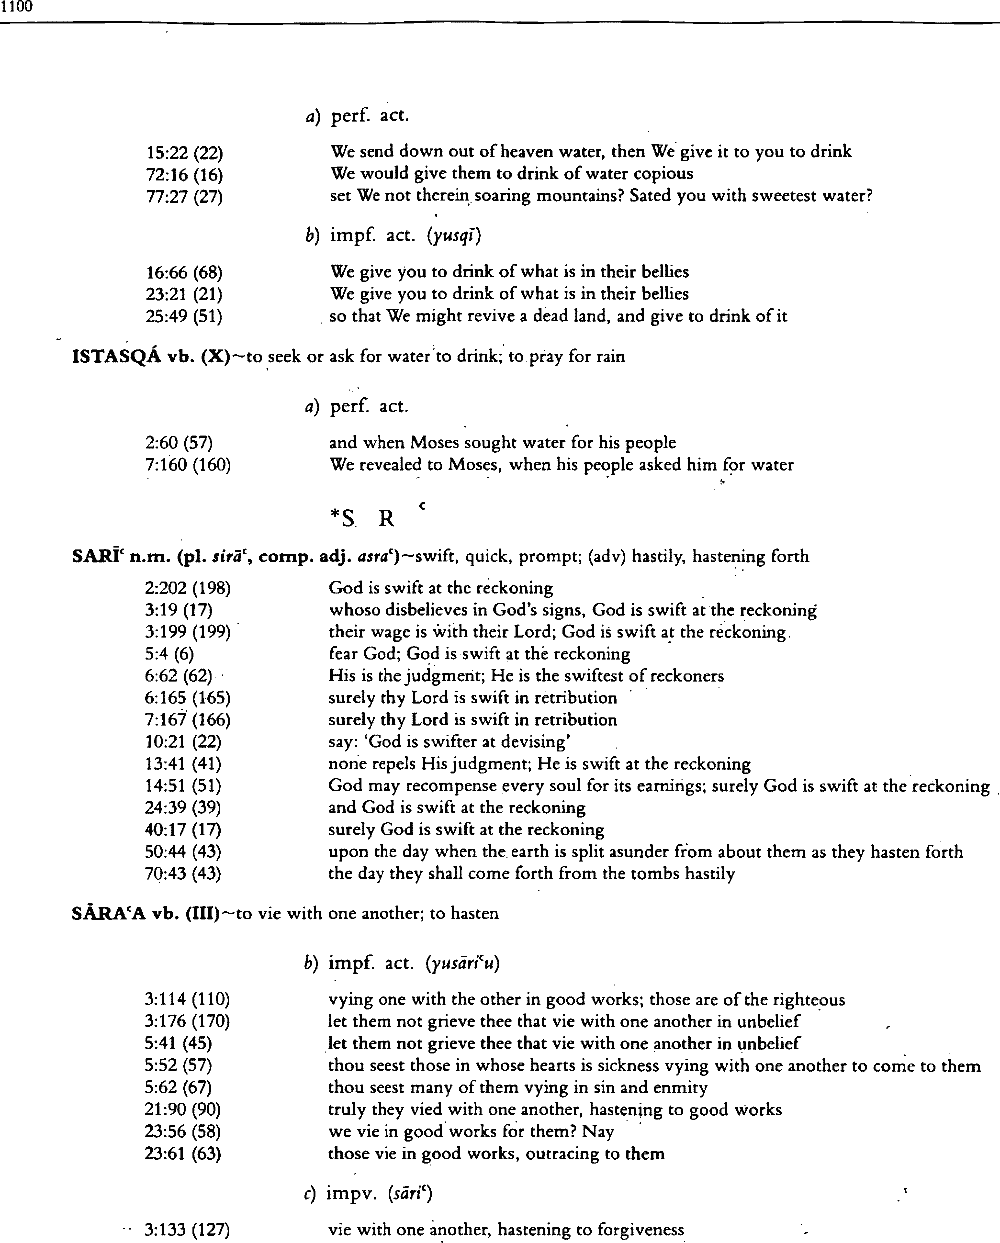 1100
a) perf. act.
15:22 (22) We send down out of heaven water, then We give it to you to drink
72:16 (16) We would give them to drink of water copious
77:27 (27) set We not therein soaring mountains? Sated you with sweetest water?
b) impf. act. (yusqī)
16:66 (68) We give you to drink of what is in their bellies
23:21 (21) We give you to drink of what is in their bellies
25:49 (51) so that We might revive a dead land, and give to drink of it
ISTASQÁ vb. (X)~to seek or ask for water to drink; to pray for rain
a) perf. act.
2:60 (57) and when Moses sought water for his people
7:160 (160) We revealed to Moses, when his people asked him for water
*S R ʿ
SARĪʿ n.m. (pl. sirāʿ, comp. adj. asraʿ)~swift, quick, prompt; (adv) hastily, hastening forth
2:202 (198) God is swift at the reckoning
3:19 (17) whoso disbelieves in God's signs, God is swift at the reckoning
3:199 (199) their wage is with their Lord; God is swift at the reckoning
5:4 (6) fear God; God is swift at the reckoning
6:62 (62) His is the judgment; He is the swiftest of reckoners
6:165 (165) surely thy Lord is swift in retribution
7:167 (166) surely thy Lord is swift in retribution
10:21 (22) say: 'God is swifter at devising'
13:41 (41) none repels His judgment; He is swift at the reckoning
14:51 (51) God may recompense every soul for its earnings; surely God is swift at the reckoning
24:39 (39) and God is swift at the reckoning
40:17 (17) surely God is swift at the reckoning
50:44 (43) upon the day when the earth is split asunder from about them as they hasten forth
70:43 (43) the day they shall come forth from the tombs hastily
SĀRAʿA vb. (III)~to vie with one another; to hasten
b) impf. act. (yusāriʿu)
3:114 (110) vying one with the other in good works; those are of the righteous
3:176 (170) let them not grieve thee that vie with one another in unbelief
5:41 (45) let them not grieve thee that vie with one another in unbelief
5:52 (57) thou seest those in whose hearts is sickness vying with one another to come to them
5:62 (67) thou seest many of them vying in sin and enmity
21:90 (90) truly they vied with one another, hastening to good works
23:56 (58) we vie in good works for them? Nay
23:61 (63) those vie in good works, outracing to them
c) impv. (sāriʿ)
3:133 (127) vie with one another, hastening to forgiveness